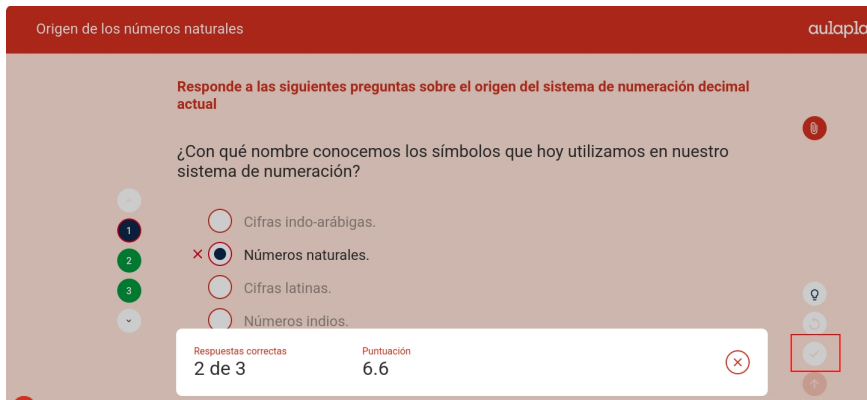 Origen de los números naturales
aulapla
Responde a las siguientes preguntas sobre el origen del sistema de numeración decimal
actual
¿Con qué nombre conocemos los símbolos que hoy utilizamos en nuestro
sistema de numeración?
1
2
3
Cifras indo-arábigas.
Números naturales.
Cifras latinas.
Números indios.
Respuestas correctas
2 de 3
Puntuación
6.6